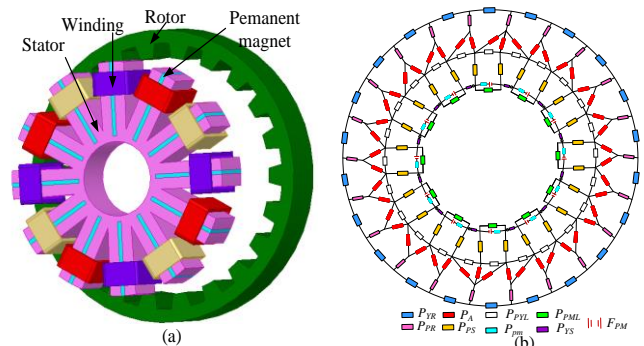 Rotor
Pemanent
magnet
Winding
Stator
(a)
P_YR P_A P_PYL P_PML F_PM
P_PR P_PS P_pm P_YS
(b)